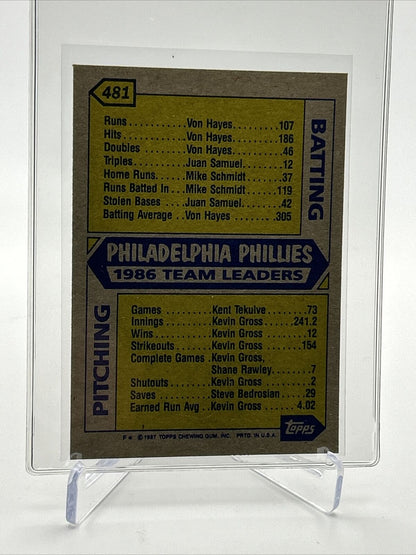 481
BATTING
Runs ........... Von Hayes ......... 107
Hits ............ Von Hayes ......... 186
Doubles ........ Von Hayes ......... 46
Triples ......... Juan Samuel ........ 12
Home Runs .... Mike Schmidt ....... 37
Runs Batted In .. Mike Schmidt ....... 119
Stolen Bases ... Juan Samuel ........ 42
Batting Average .. Von Hayes ......... .305
PHILADELPHIA PHILLIES
1986 TEAM LEADERS
PITCHING
Games ......... Kent Tekulve ....... 73
Innings ........ Kevin Gross ..... 241.2
Wins ........... Kevin Gross ........ 12
Strikeouts ...... Kevin Gross ....... 154
Complete Games . Kevin Gross,
Shane Rawley ....... 7
Shutouts ....... Kevin Gross ......... 2
Saves .......... Steve Bedrosian ..... 29
Earned Run Avg .. Kevin Gross ...... 4.02
topps
F* © 1987 TOPPS CHEWING GUM, INC. PRTD. IN U.S.A.